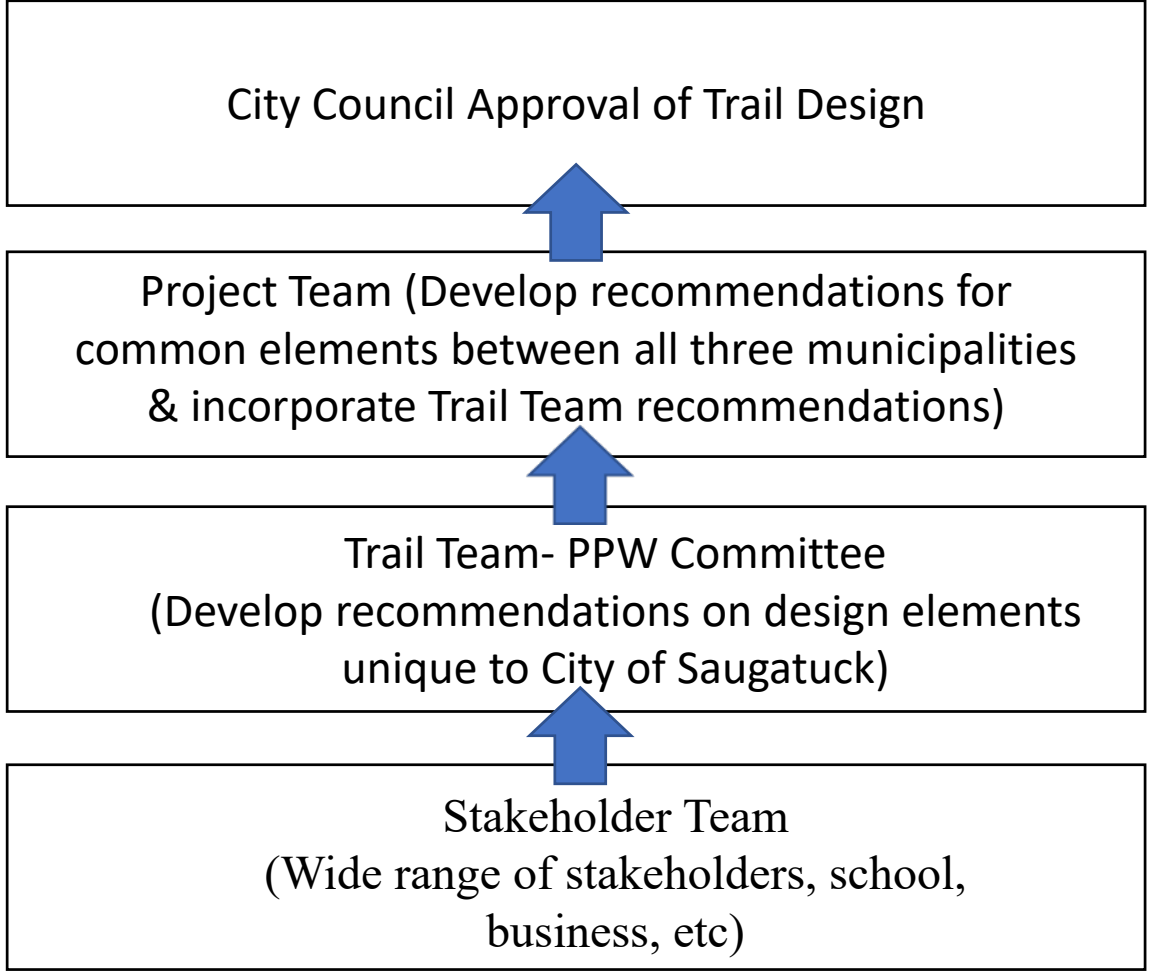 City Council Approval of Trail Design
Project Team (Develop recommendations for
common elements between all three municipalities
& incorporate Trail Team recommendations)
Trail Team- PPW Committee
(Develop recommendations on design elements
unique to City of Saugatuck)
Stakeholder Team
(Wide range of stakeholders, school,
business, etc)